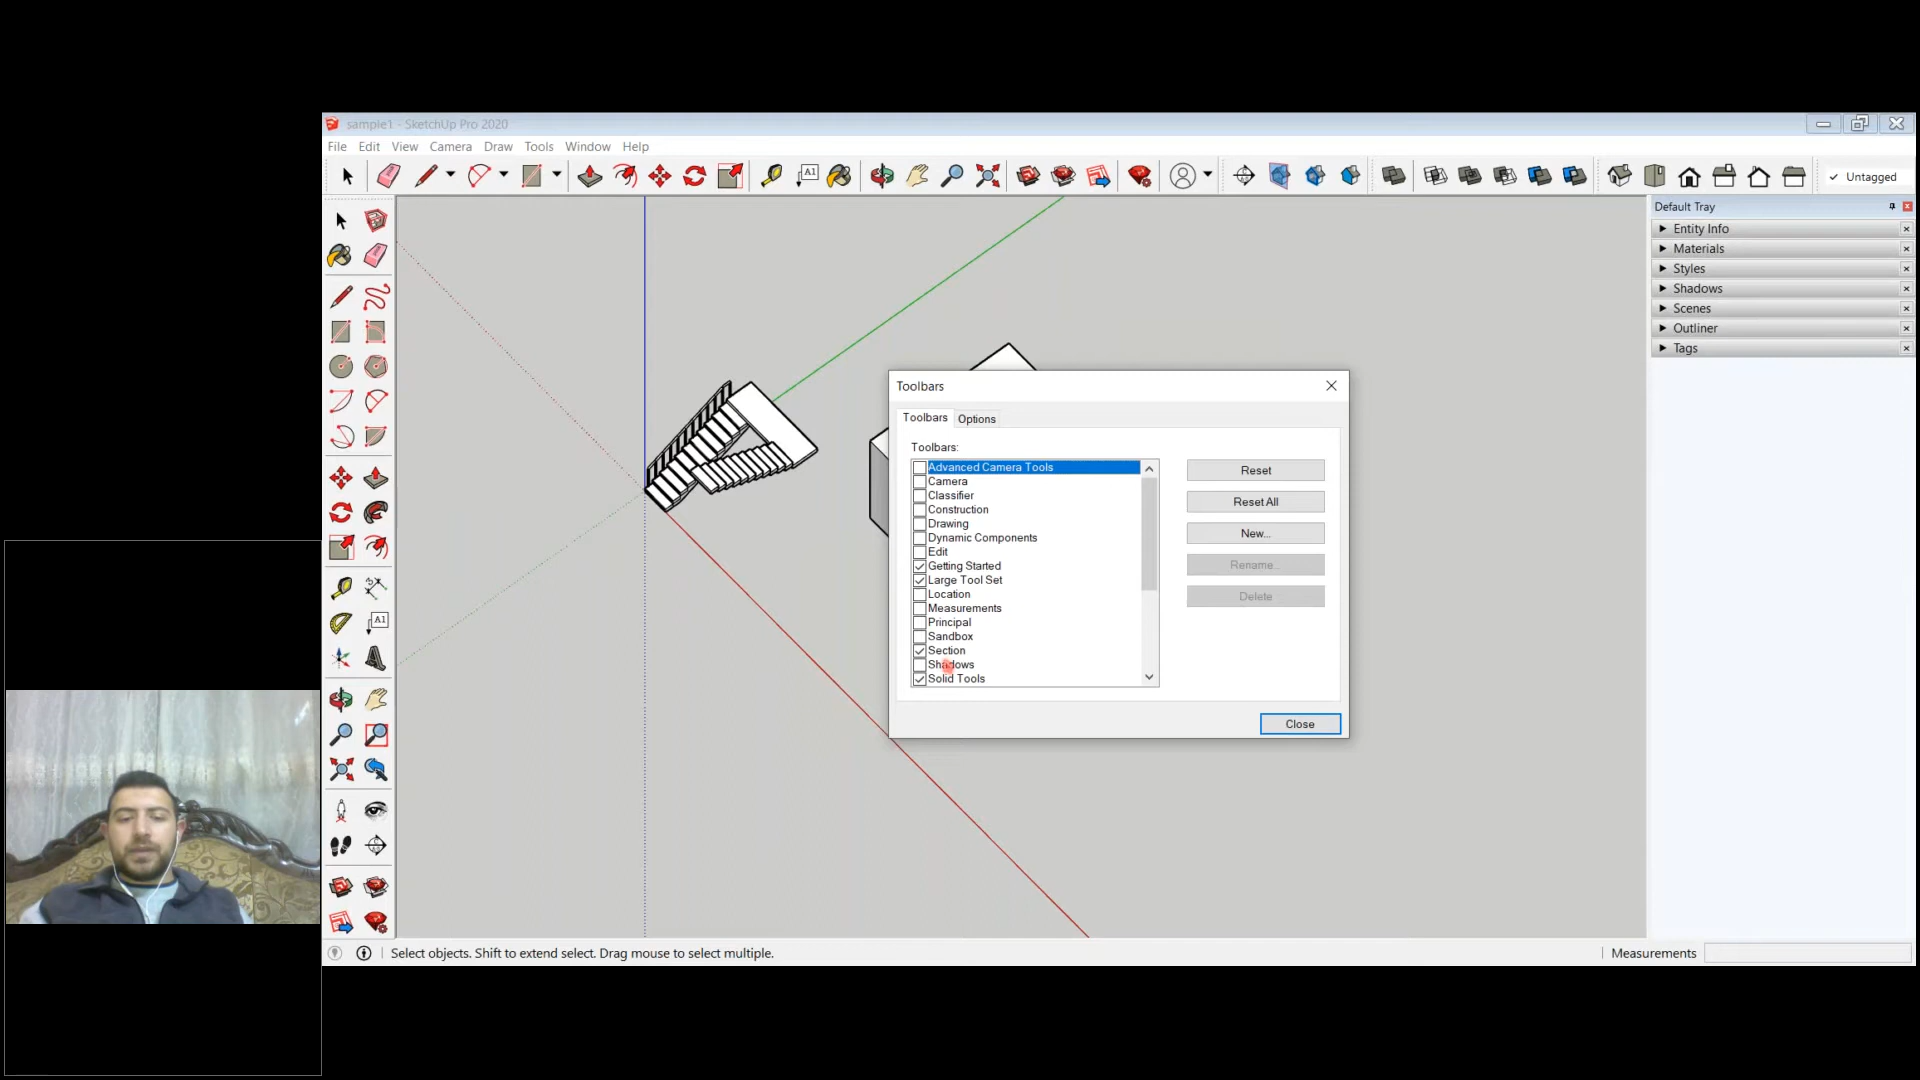 sample1 - SketchUp Pro 2020
File Edit View Camera Draw Tools Window Help
A1
Untagged
Default Tray
Entity Info
Materials
Styles
Shadows
Scenes
Outliner
Tags
A1
Toolbars
Toolbars Options
Toolbars:
Advanced Camera Tools
Camera
Classifier
Construction
Drawing
Dynamic Components
Edit
Getting Started
Large Tool Set
Location
Measurements
Principal
Sandbox
Section
Shadows
Solid Tools
Reset
Reset All
New...
Rename...
Delete
Close
Select objects. Shift to extend select. Drag mouse to select multiple.
Measurements